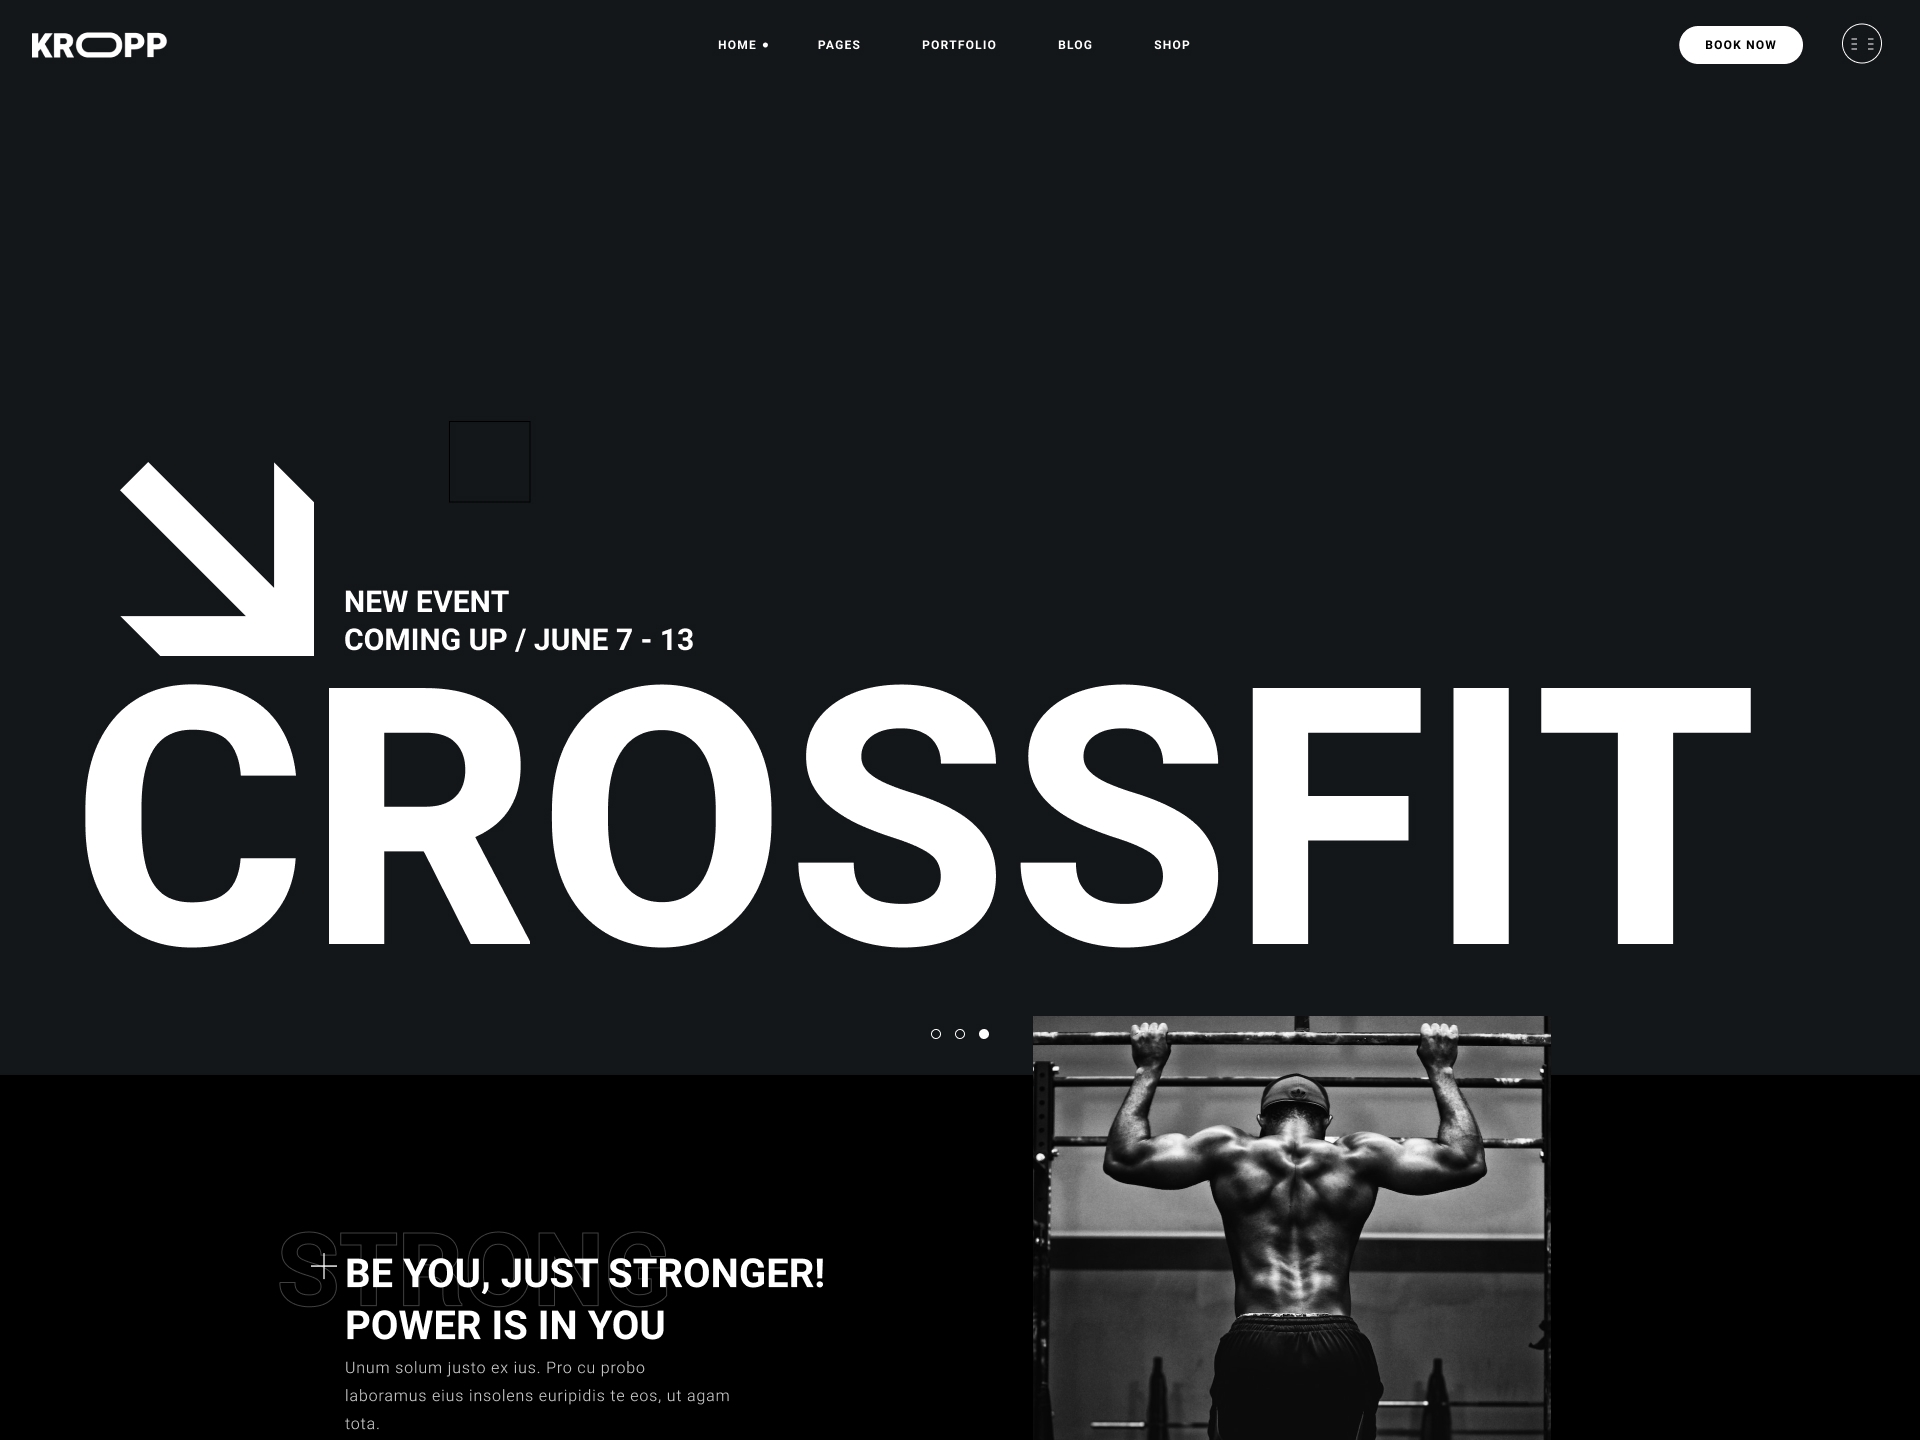 KROPP
HOME
PAGES
PORTFOLIO
BLOG
SHOP
BOOK NOW
NEW EVENT
COMING UP / JUNE 7 - 13
CROSSFIT
STRONG
BE YOU, JUST STRONGER!
POWER IS IN YOU
Unum solum justo ex ius. Pro cu probo
laboramus eius insolens euripidis te eos, ut agam
tota.